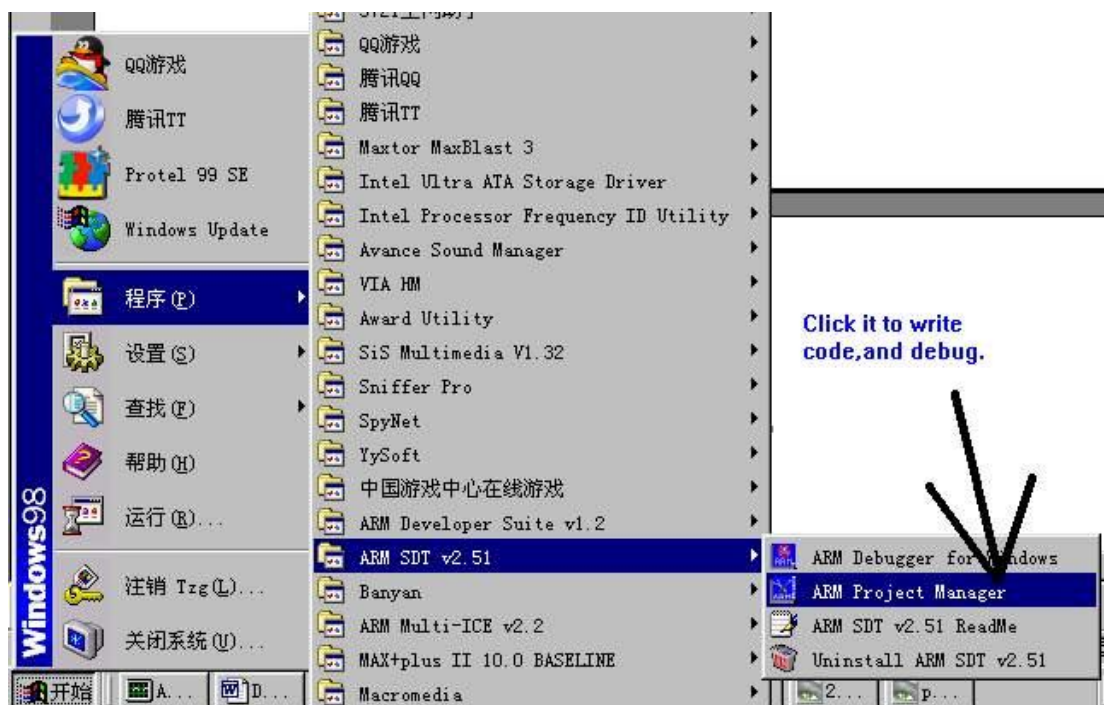 QQ游戏
腾讯TT
Protel 99 SE
Windows Update
程序(P)
设置(S)
查找(F)
帮助(H)
运行(R)...
注销 Tzg(L)...
关闭系统(U)...
Windows98
开始
A...
D...
QQ游戏
腾讯QQ
腾讯TT
Maxtor MaxBlast 3
Intel Ultra ATA Storage Driver
Intel Processor Frequency ID Utility
Avance Sound Manager
VIA HM
Award Utility
SiS Multimedia V1.32
Sniffer Pro
SpyNet
YySoft
中国游戏中心在线游戏
ARM Developer Suite v1.2
ARM SDT v2.51
Banyan
ARM Multi-ICE v2.2
MAX+plus II 10.0 BASELINE
Macromedia
Click it to write
code,and debug.
ARM Debugger for Windows
ARM Project Manager
ARM SDT v2.51 ReadMe
Uninstall ARM SDT v2.51
2...
p...